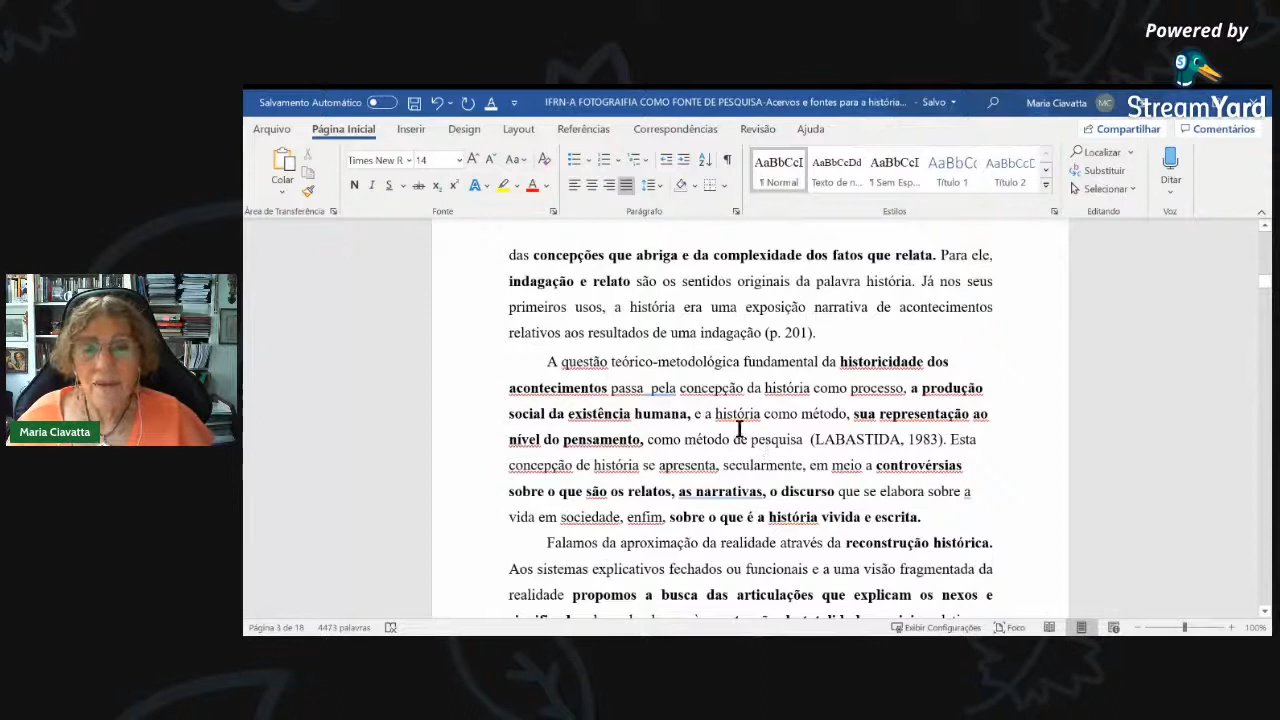 Powered by
StreamYard
Salvamento Automático
IFRN-A FOTOGRAIFIA COMO FONTE DE PESQUISA-Acervos e fontes para a história... - Salvo
Maria Ciavatta MC
Arquivo Página Inicial Inserir Design Layout Referências Correspondências Revisão Ajuda
Compartilhar Comentários
Colar
Times New R 14
N I S ab x₂ x²
AaBbCcI AaBbCcDd AaBbCcI AaBbCc AaBbCcD
¶ Normal Texto de n... ¶ Sem Esp... Título 1 Título 2
Localizar
Substituir
Selecionar
Ditar
Área de Transferência Fonte Parágrafo Estilos Editando Voz
das concepções que abriga e da complexidade dos fatos que relata. Para ele,
indagação e relato são os sentidos originais da palavra história. Já nos seus
primeiros usos, a história era uma exposição narrativa de acontecimentos
relativos aos resultados de uma indagação (p. 201).
A questão teórico-metodológica fundamental da historicidade dos
acontecimentos passa pela concepção da história como processo, a produção
social da existência humana, e a história como método, sua representação ao
nível do pensamento, como método de pesquisa (LABASTIDA, 1983). Esta
concepção de história se apresenta, secularmente, em meio a controvérsias
sobre o que são os relatos, as narrativas, o discurso que se elabora sobre a
vida em sociedade, enfim, sobre o que é a história vivida e escrita.
Falamos da aproximação da realidade através da reconstrução histórica.
Aos sistemas explicativos fechados ou funcionais e a uma visão fragmentada da
realidade propomos a busca das articulações que explicam os nexos e
Maria Ciavatta
Página 3 de 18 4473 palavras
Exibir Configurações Foco
100%